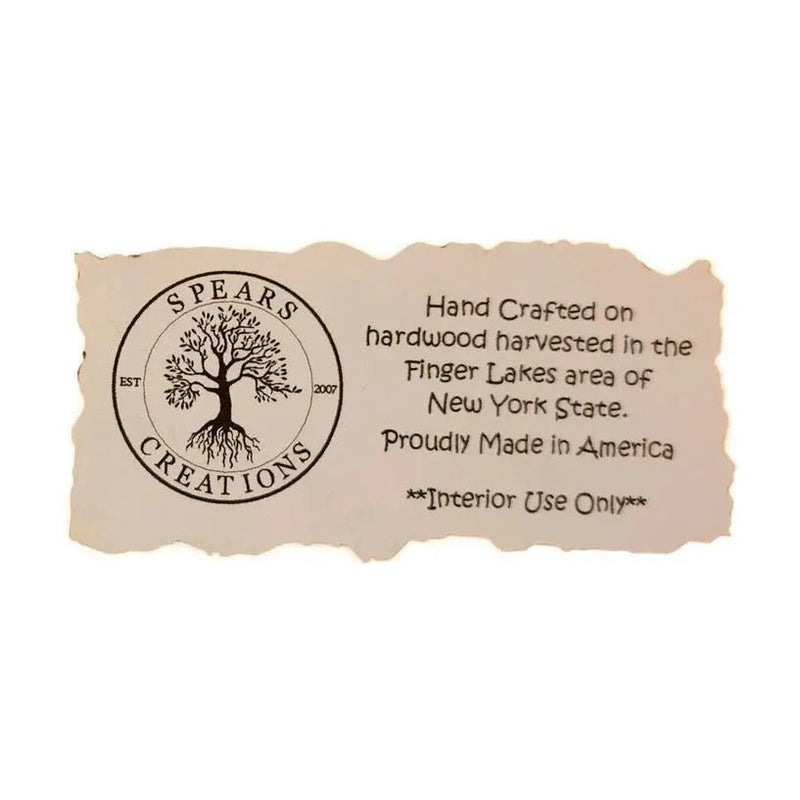 SPEARS
EST 2007
CREATIONS
Hand Crafted on
hardwood harvested in the
Finger Lakes area of
New York State.
Proudly Made in America
**Interior Use Only**